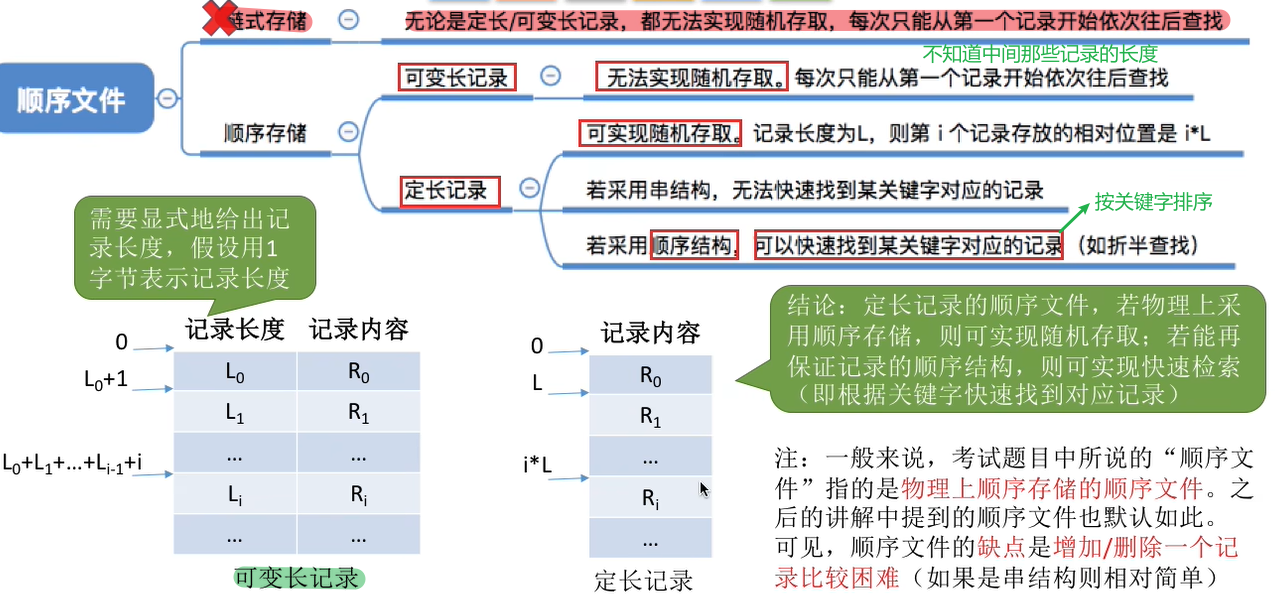 链式存储
无论是定长/可变长记录，都无法实现随机存取，每次只能从第一个记录开始依次往后查找
不知道中间那些记录的长度
可变长记录
无法实现随机存取。每次只能从第一个记录开始依次往后查找
顺序文件
顺序存储
可实现随机存取。记录长度为L，则第 i 个记录存放的相对位置是 i*L
定长记录
若采用串结构，无法快速找到某关键字对应的记录
按关键字排序
若采用顺序结构，可以快速找到某关键字对应的记录（如折半查找）
需要显式地给出记
录长度，假设用1
字节表示记录长度
记录长度 记录内容
0
L₀+1
L₀+L₁+...+Lᵢ₋₁+i
L₀ R₀
L₁ R₁
... ...
Lᵢ Rᵢ
... ...
可变长记录
记录内容
0
L
i*L
R₀
R₁
...
Rᵢ
...
定长记录
结论：定长记录的顺序文件，若物理上采
用顺序存储，则可实现随机存取；若能再
保证记录的顺序结构，则可实现快速检索
（即根据关键字快速找到对应记录）
注：一般来说，考试题目中所说的“顺序文
件”指的是物理上顺序存储的顺序文件。之
后的讲解中提到的顺序文件也默认如此。
可见，顺序文件的缺点是增加/删除一个记
录比较困难（如果是串结构则相对简单）